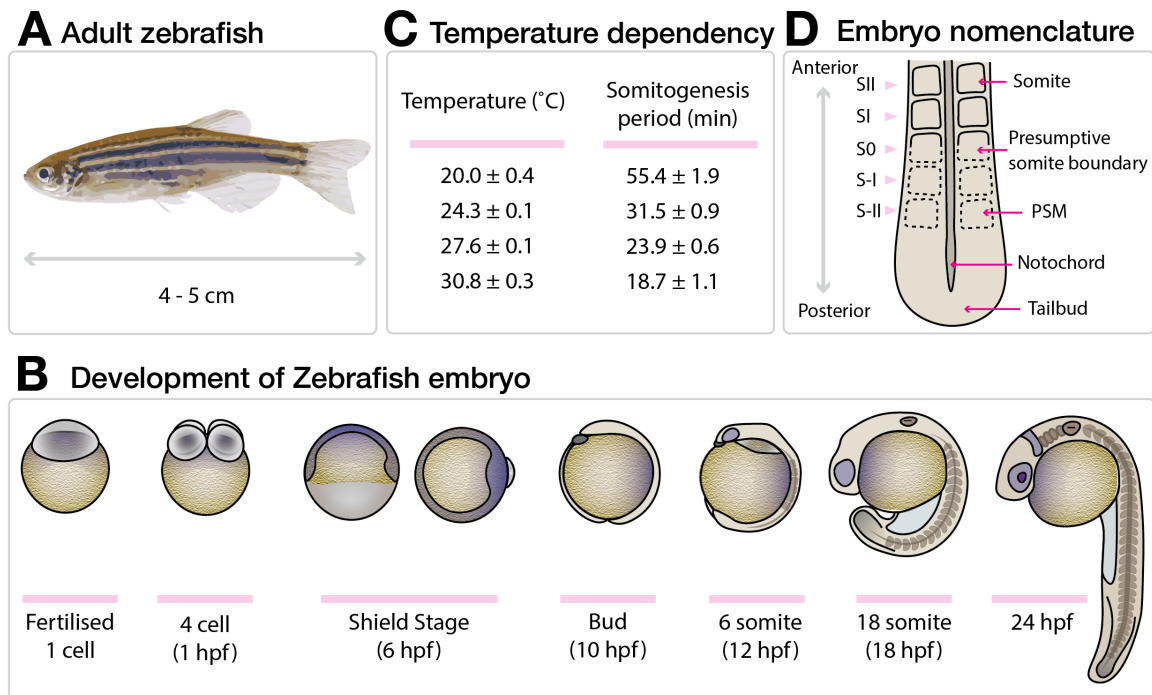 A Adult zebrafish
4 - 5 cm
C Temperature dependency
Temperature (˚C)
Somitogenesis
period (min)
20.0 ± 0.4 55.4 ± 1.9
24.3 ± 0.1 31.5 ± 0.9
27.6 ± 0.1 23.9 ± 0.6
30.8 ± 0.3 18.7 ± 1.1
D Embryo nomenclature
Anterior
SII
SI
S0
S-I
S-II
Posterior
Somite
Presumptive
somite boundary
PSM
Notochord
Tailbud
B Development of Zebrafish embryo
Fertilised
1 cell
4 cell
(1 hpf)
Shield Stage
(6 hpf)
Bud
(10 hpf)
6 somite
(12 hpf)
18 somite
(18 hpf)
24 hpf